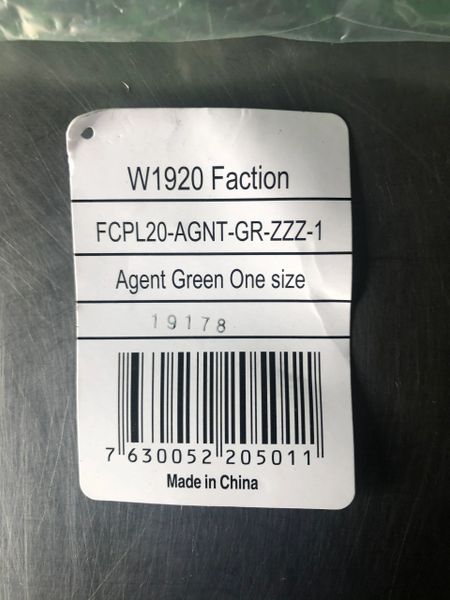 W1920 Faction
FCPL20-AGNT-GR-ZZZ-1
Agent Green One size
19178
7 630052 205011
Made in China